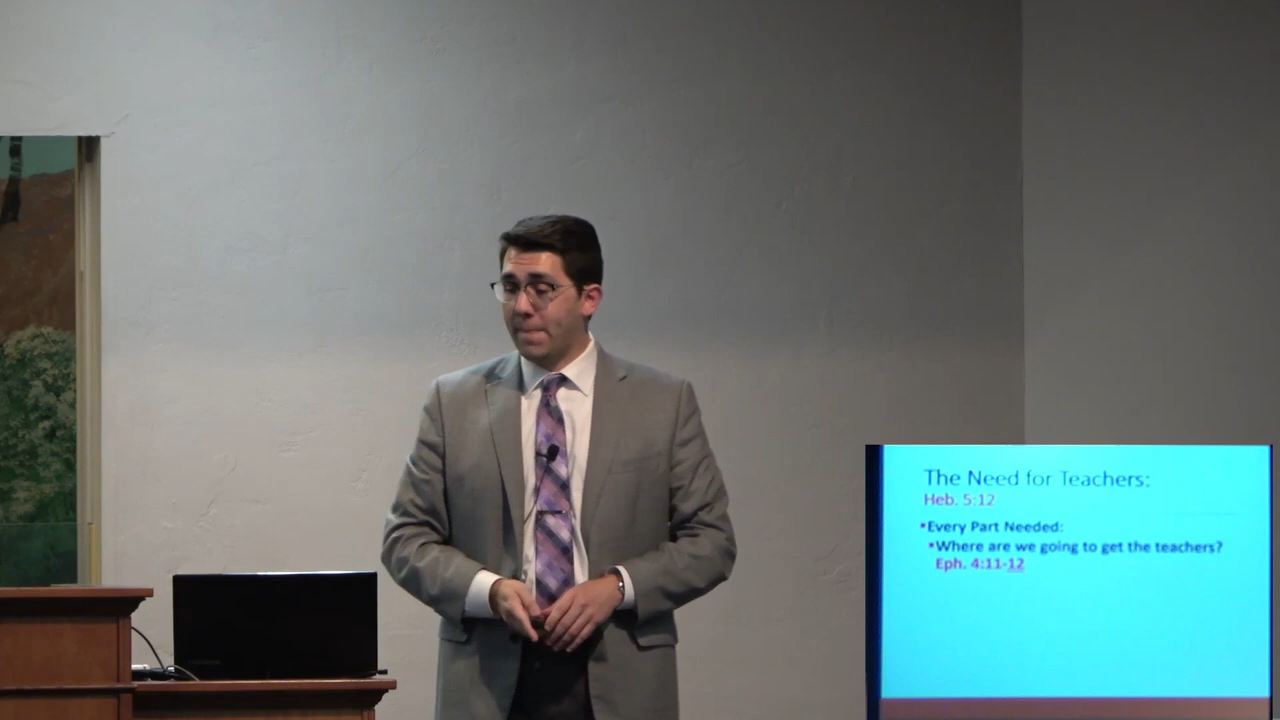 The Need for Teachers:
Heb. 5:12
Every Part Needed:
Where are we going to get the teachers?
Eph. 4:11-12